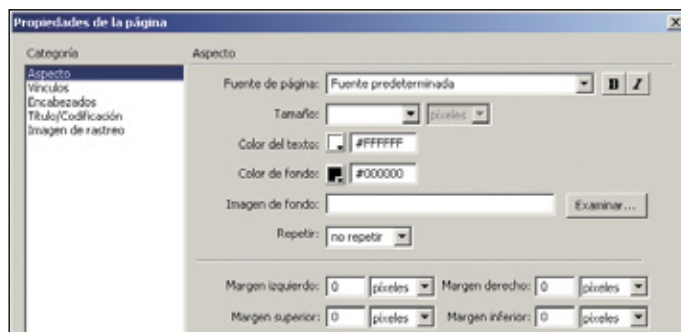 Propiedades de la página
Categoría
Aspecto
Vínculos
Encabezados
Título/Codificación
Imagen de rastreo
Aspecto
Fuente de página: Fuente predeterminada B I
Tamaño: píxeles
Color del texto: #FFFFFF
Color de fondo: #000000
Imagen de fondo: Examinar...
Repetir: no repetir
Margen izquierdo: 0 píxeles Margen derecho: 0 píxeles
Margen superior: 0 píxeles Margen inferior: 0 píxeles